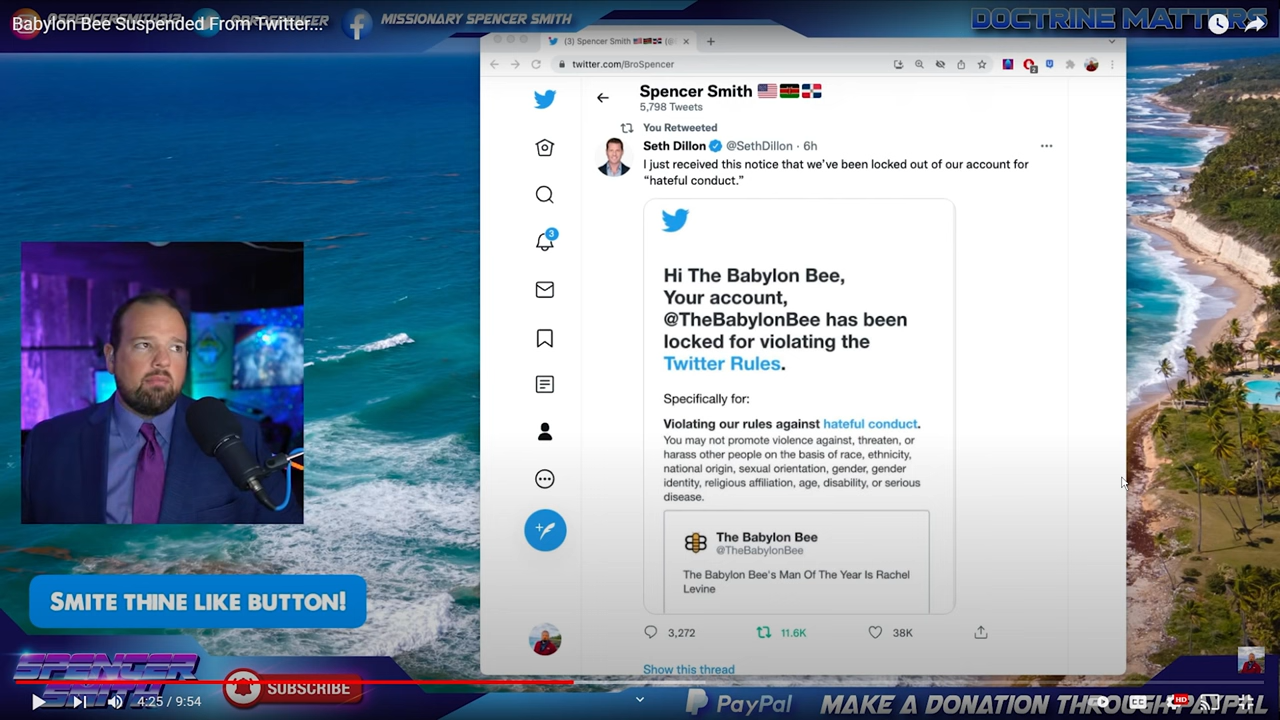 Babylon Bee Suspended From Twitter...
MISSIONARY SPENCER SMITH
DOCTRINE MATTERS
(3) Spencer Smith
twitter.com/BroSpencer
Spencer Smith
5,798 Tweets
You Retweeted
Seth Dillon @SethDillon · 6h
I just received this notice that we've been locked out of our account for
“hateful conduct.”
3
Hi The Babylon Bee,
Your account,
@TheBabylonBee has been
locked for violating the
Twitter Rules.
Specifically for:
Violating our rules against hateful conduct.
You may not promote violence against, threaten, or
harass other people on the basis of race, ethnicity,
national origin, sexual orientation, gender, gender
identity, religious affiliation, age, disability, or serious
disease.
The Babylon Bee
@TheBabylonBee
The Babylon Bee's Man Of The Year Is Rachel
Levine
3,272 11.6K 38K
Show this thread
SMITE THINE LIKE BUTTON!
SPENCER
SMITH
SUBSCRIBE
4:25 / 9:54
PayPal
MAKE A DONATION THROUGH PAYPAL
HD